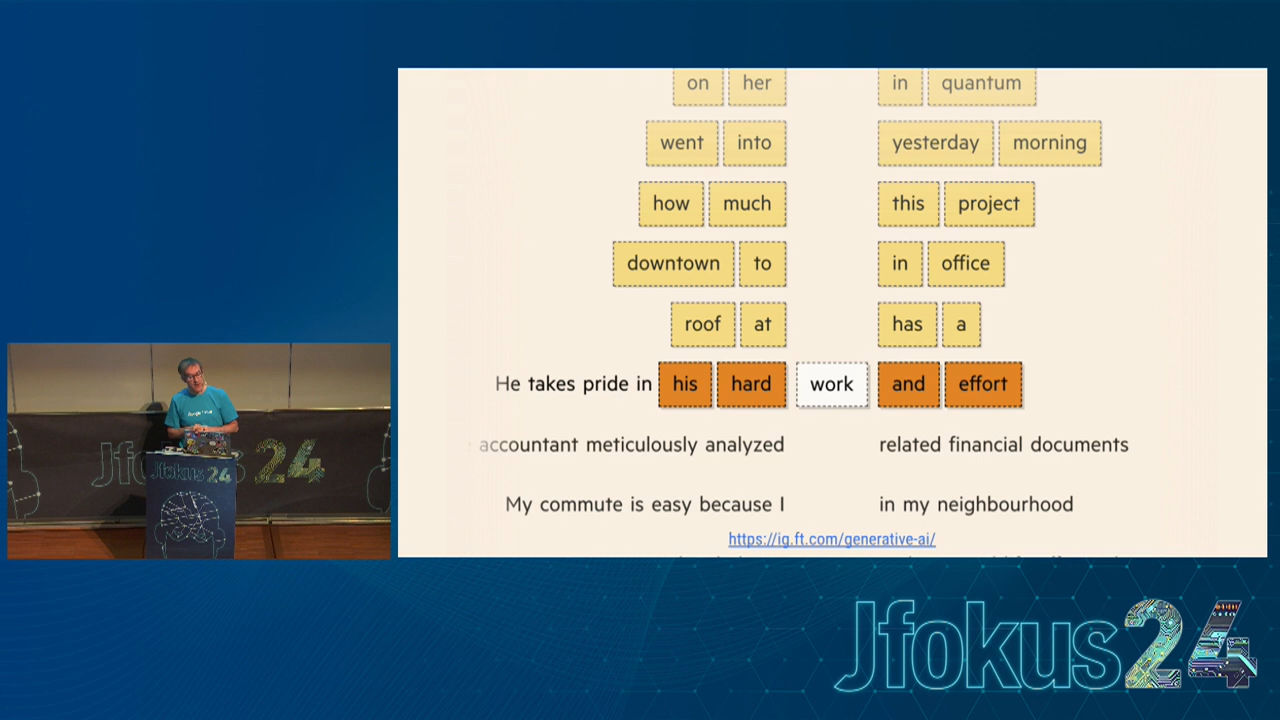 on her in quantum
went into yesterday morning
how much this project
downtown to in office
roof at has a
He takes pride in his hard work and effort
accountant meticulously analyzed related financial documents
My commute is easy because I in my neighbourhood
https://ig.ft.com/generative-ai/
Jfokus 24
Jfokus 24
Jfokus24